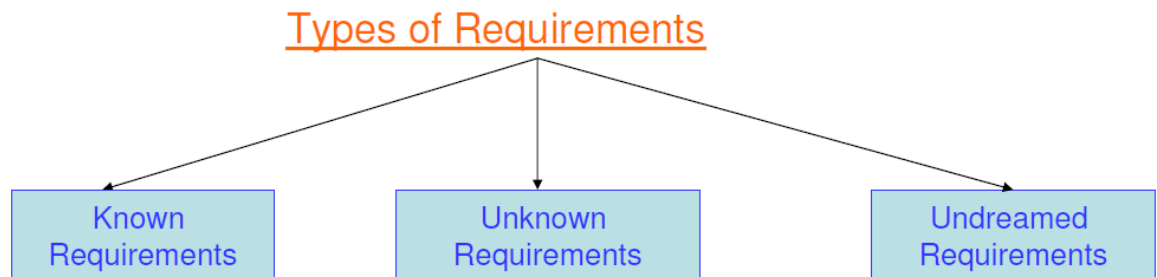 Types of Requirements
Known
Requirements
Unknown
Requirements
Undreamed
Requirements